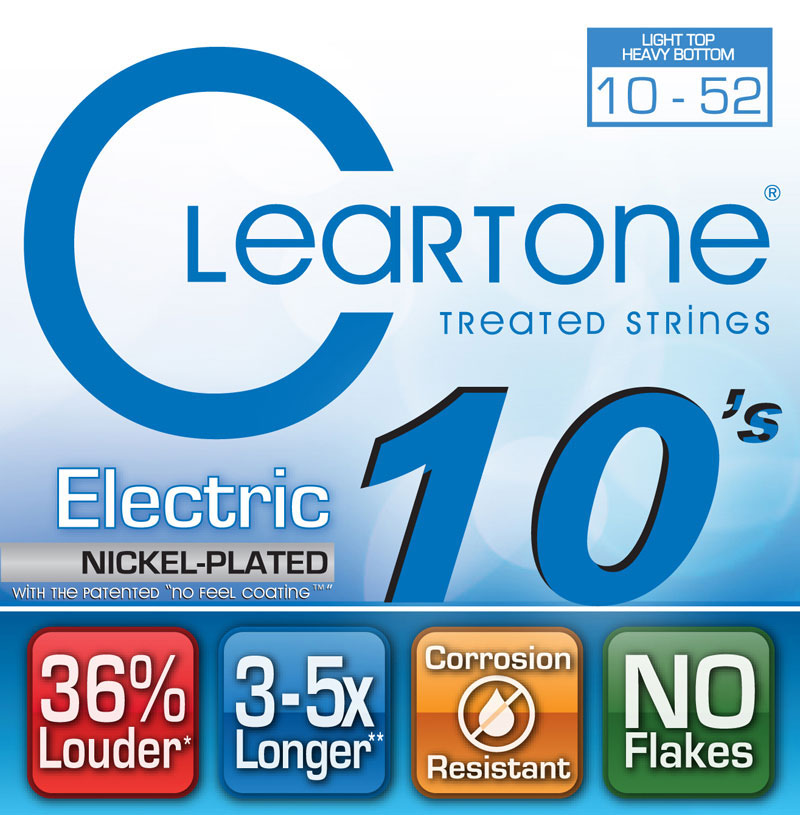 LIGHT TOP
HEAVY BOTTOM
10 - 52
CLearTone®
TreaTeD STrings
10's
Electric
NICKEL-PLATED
WITH THE PATENTED "no FeeL coaTing™"
36%
Louder*
3-5x
Longer**
Corrosion
Resistant
NO
Flakes